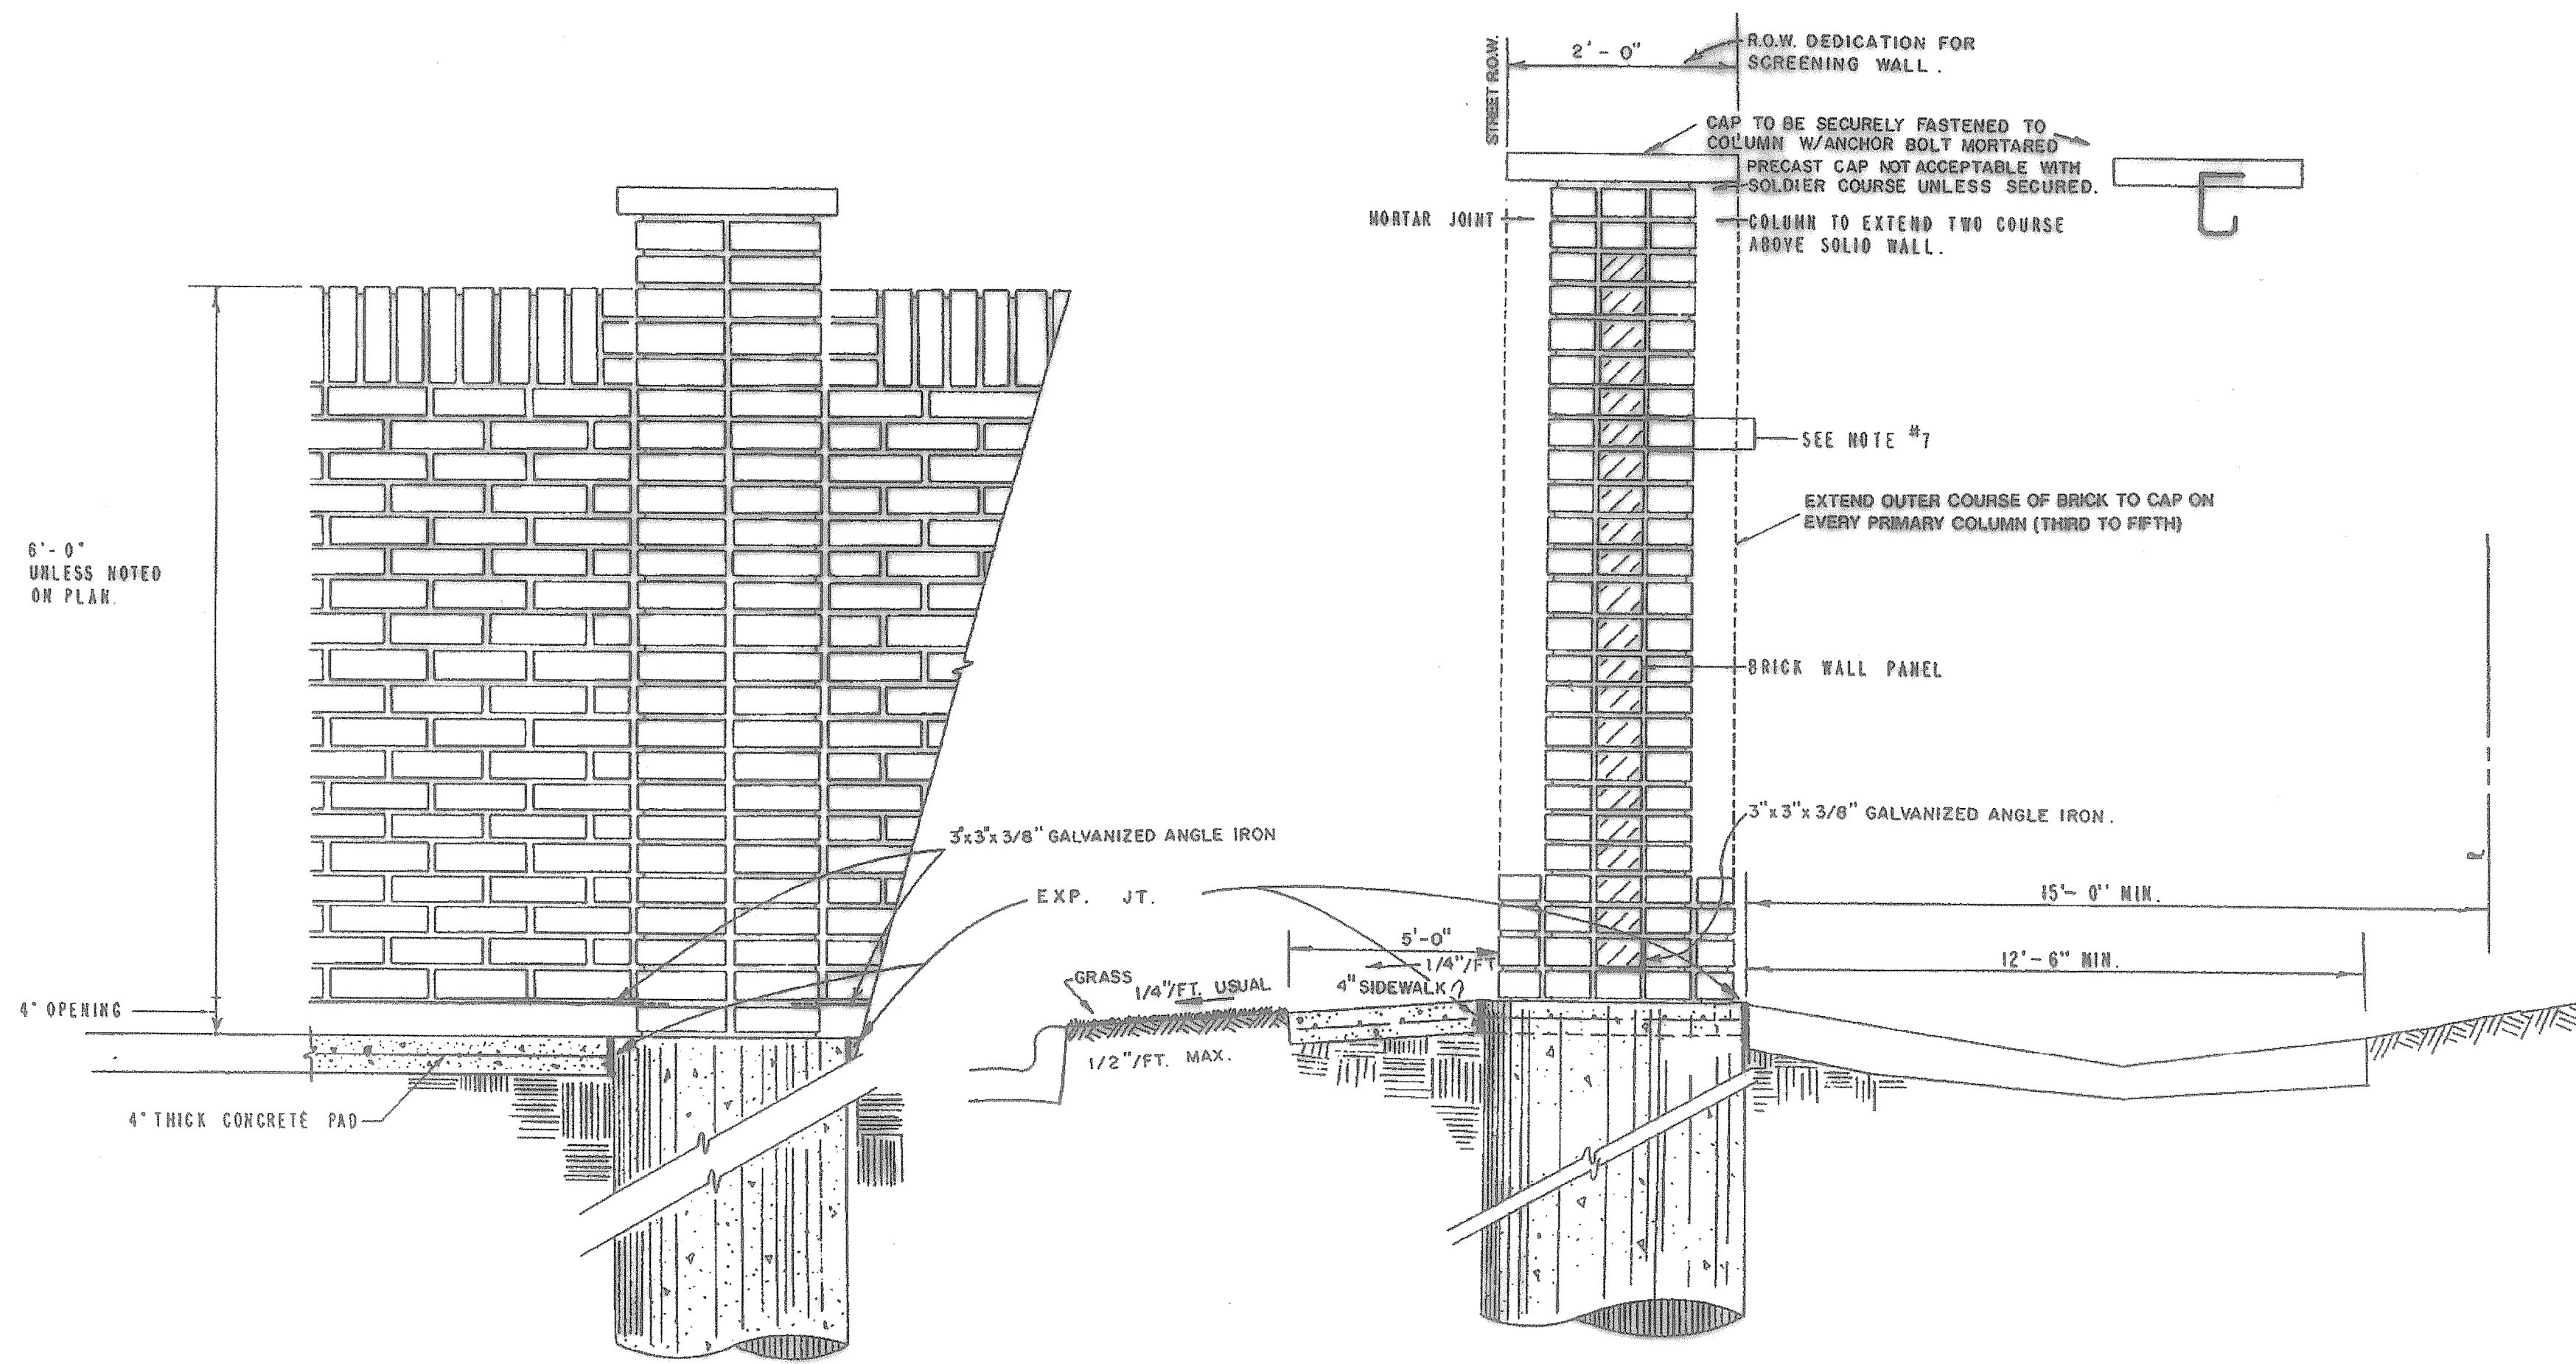 6'-0"
UNLESS NOTED
ON PLAN.
4" OPENING
4" THICK CONCRETE PAD
3"x3"x3/8" GALVANIZED ANGLE IRON
EXP. JT.
GRASS
1/4"/FT. USUAL
1/2"/FT. MAX.
5'-0"
1/4"/FT
4" SIDEWALK
STREET R.O.W.
2'-0"
R.O.W. DEDICATION FOR
SCREENING WALL.
CAP TO BE SECURELY FASTENED TO
COLUMN W/ANCHOR BOLT MORTARED
PRECAST CAP NOT ACCEPTABLE WITH
SOLDIER COURSE UNLESS SECURED.
MORTAR JOINT
COLUMN TO EXTEND TWO COURSE
ABOVE SOLID WALL.
SEE NOTE #7
EXTEND OUTER COURSE OF BRICK TO CAP ON
EVERY PRIMARY COLUMN (THIRD TO FIFTH)
BRICK WALL PANEL
3"x3"x3/8" GALVANIZED ANGLE IRON.
15'-0" MIN.
12'-6" MIN.